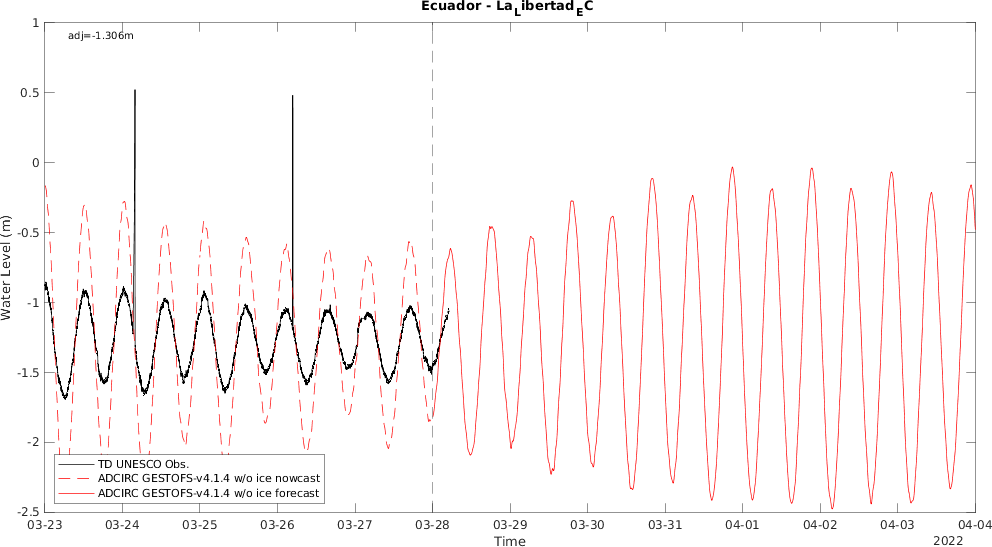 Ecuador - LaLibertadEC
adj=-1.306m
1
0.5
0
-0.5
-1
-1.5
-2
-2.5
Water Level (m)
TD UNESCO Obs.
ADCIRC GESTOFS-v4.1.4 w/o ice nowcast
ADCIRC GESTOFS-v4.1.4 w/o ice forecast
03-23 03-24 03-25 03-26 03-27 03-28 03-29 03-30 03-31 04-01 04-02 04-03 04-04
Time
2022